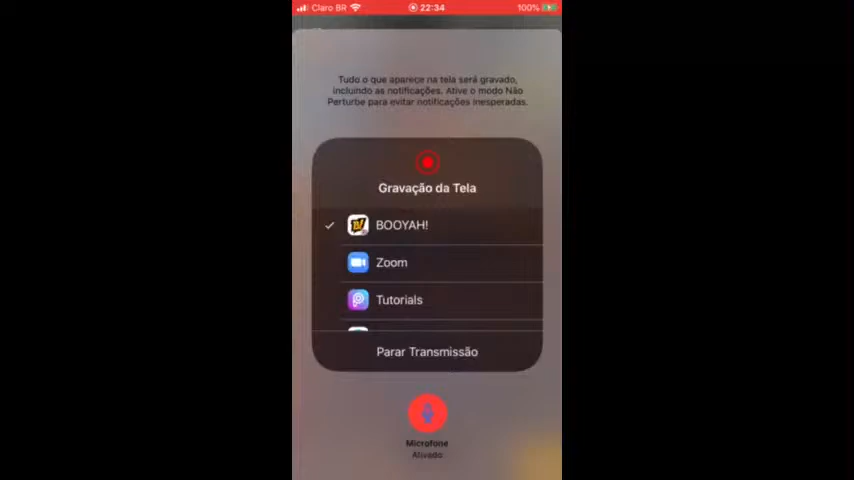 Claro BR
22:34
100%
Tudo o que aparece na tela será gravado,
incluindo as notificações. Ative o modo Não
Perturbe para evitar notificações inesperadas.
Gravação da Tela
BOOYAH!
Zoom
Tutorials
Parar Transmissão
Microfone
Ativado